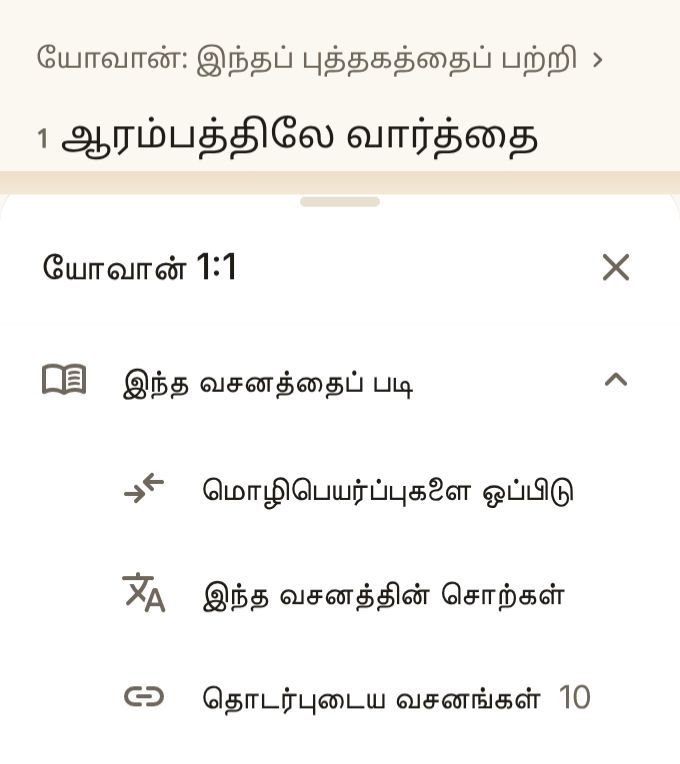 யோவான்: இந்தப் புத்தகத்தைப் பற்றி >
1 ஆரம்பத்திலே வார்த்தை
யோவான் 1:1
இந்த வசனத்தைப் படி
மொழிபெயர்ப்புகளை ஒப்பிடு
இந்த வசனத்தின் சொற்கள்
தொடர்புடைய வசனங்கள் 10